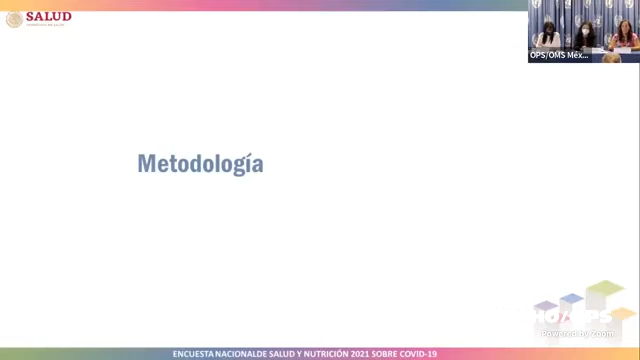 SALUD
OPS/OMS Méx...
Metodología
Powered by Zoom
ENCUESTA NACIONALDE SALUD Y NUTRICIÓN 2021 SOBRE COVID-19